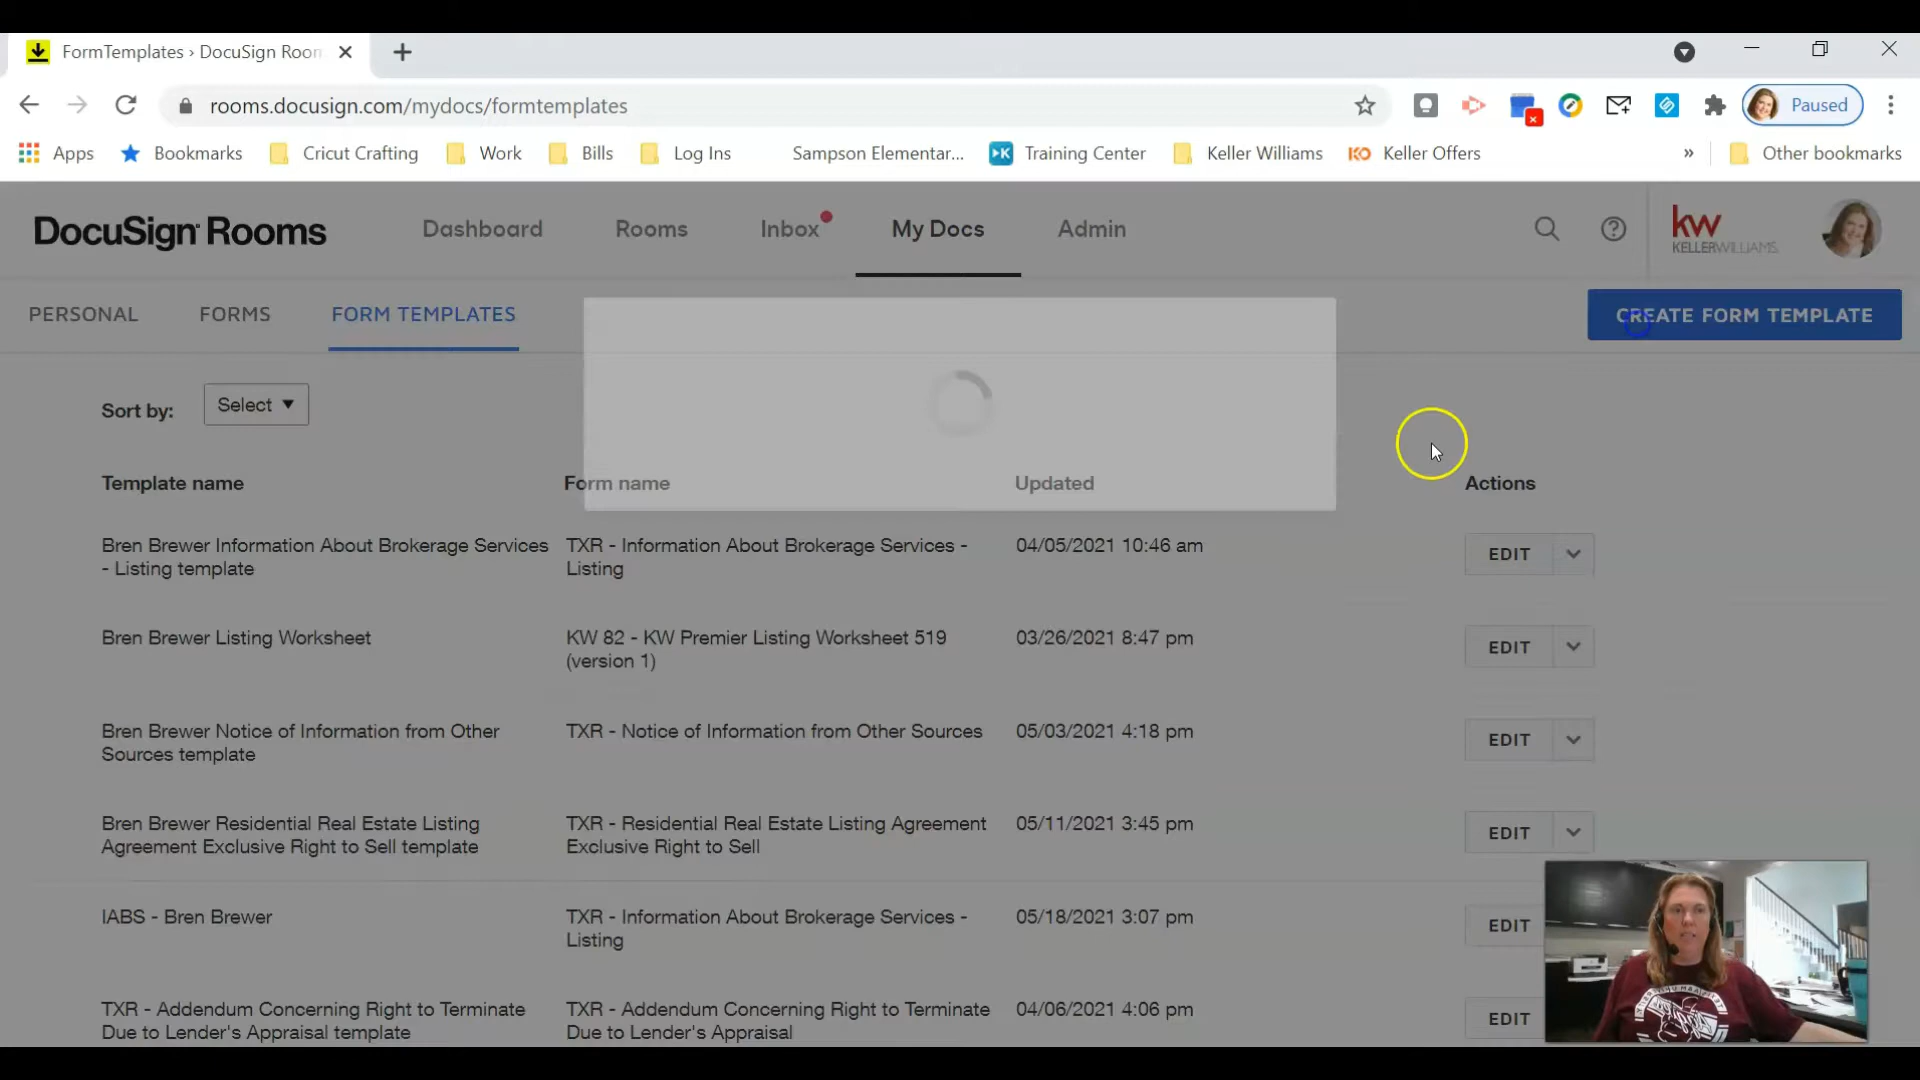 FormTemplates › DocuSign Room
rooms.docusign.com/mydocs/formtemplates
Paused
Apps Bookmarks Cricut Crafting Work Bills Log Ins Sampson Elementar... Training Center Keller Williams KO Keller Offers » Other bookmarks
DocuSign Rooms Dashboard Rooms Inbox My Docs Admin
kw
KELLERWILLIAMS.
PERSONAL FORMS FORM TEMPLATES CREATE FORM TEMPLATE
Sort by: Select
Template name Form name Updated Actions
Bren Brewer Information About Brokerage Services TXR - Information About Brokerage Services - 04/05/2021 10:46 am EDIT
- Listing template Listing
Bren Brewer Listing Worksheet KW 82 - KW Premier Listing Worksheet 519 03/26/2021 8:47 pm EDIT
(version 1)
Bren Brewer Notice of Information from Other TXR - Notice of Information from Other Sources 05/03/2021 4:18 pm EDIT
Sources template
Bren Brewer Residential Real Estate Listing TXR - Residential Real Estate Listing Agreement 05/11/2021 3:45 pm EDIT
Agreement Exclusive Right to Sell template Exclusive Right to Sell
IABS - Bren Brewer TXR - Information About Brokerage Services - 05/18/2021 3:07 pm EDIT
Listing
TXR - Addendum Concerning Right to Terminate TXR - Addendum Concerning Right to Terminate 04/06/2021 4:06 pm EDIT
Due to Lender's Appraisal template Due to Lender's Appraisal